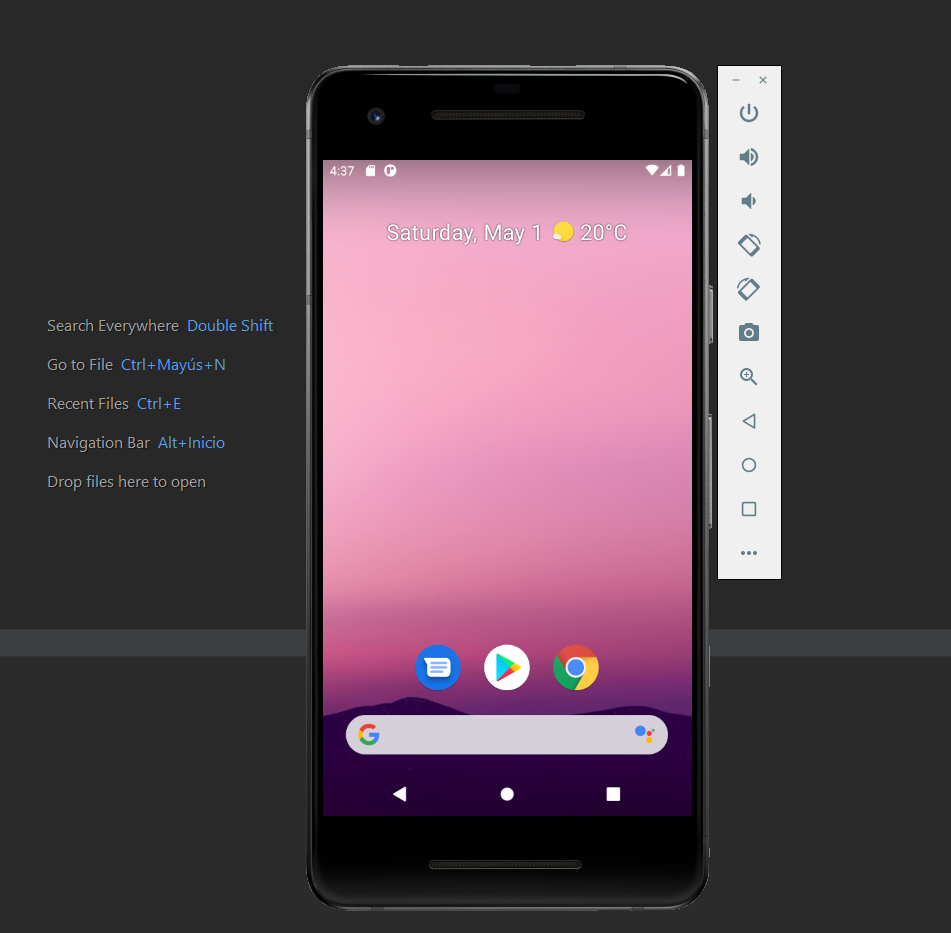 4:37
Saturday, May 1 20°C
Search Everywhere Double Shift
Go to File Ctrl+Mayús+N
Recent Files Ctrl+E
Navigation Bar Alt+Inicio
Drop files here to open